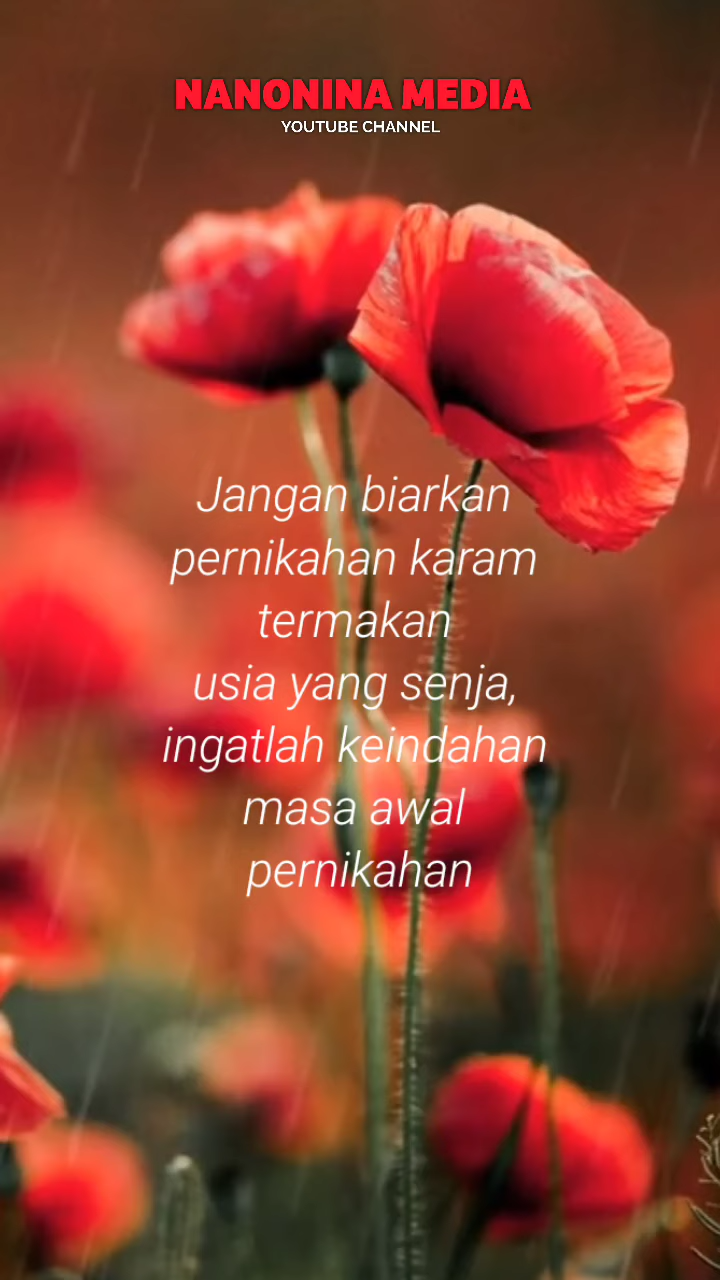 NANONINA MEDIA
YOUTUBE CHANNEL
Jangan biarkan
pernikahan karam
termakan
usia yang senja,
ingatlah keindahan
masa awal
pernikahan